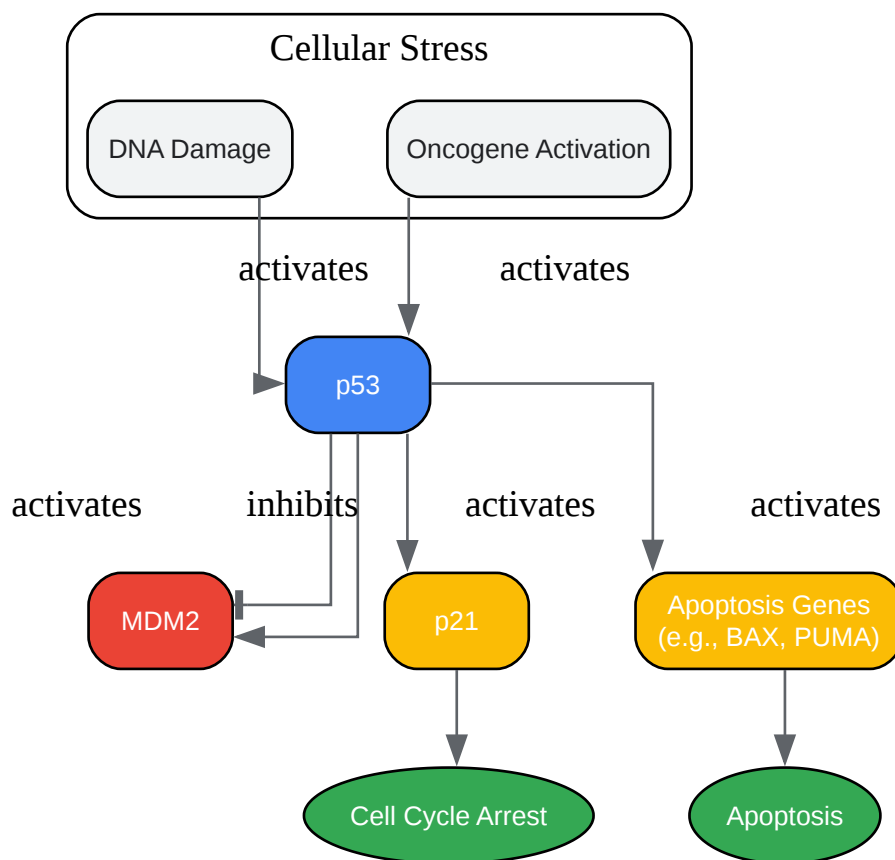 Cellular Stress
DNA Damage
Oncogene Activation
activates
activates
p53
activates
inhibits
activates
activates
MDM2
p21
Apoptosis Genes
(e.g., BAX, PUMA)
Cell Cycle Arrest
Apoptosis